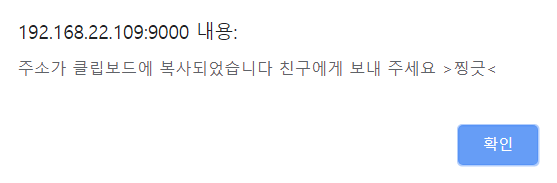 192.168.22.109:9000 내용:
주소가 클립보드에 복사되었습니다 친구에게 보내 주세요 >찡긋<
확인